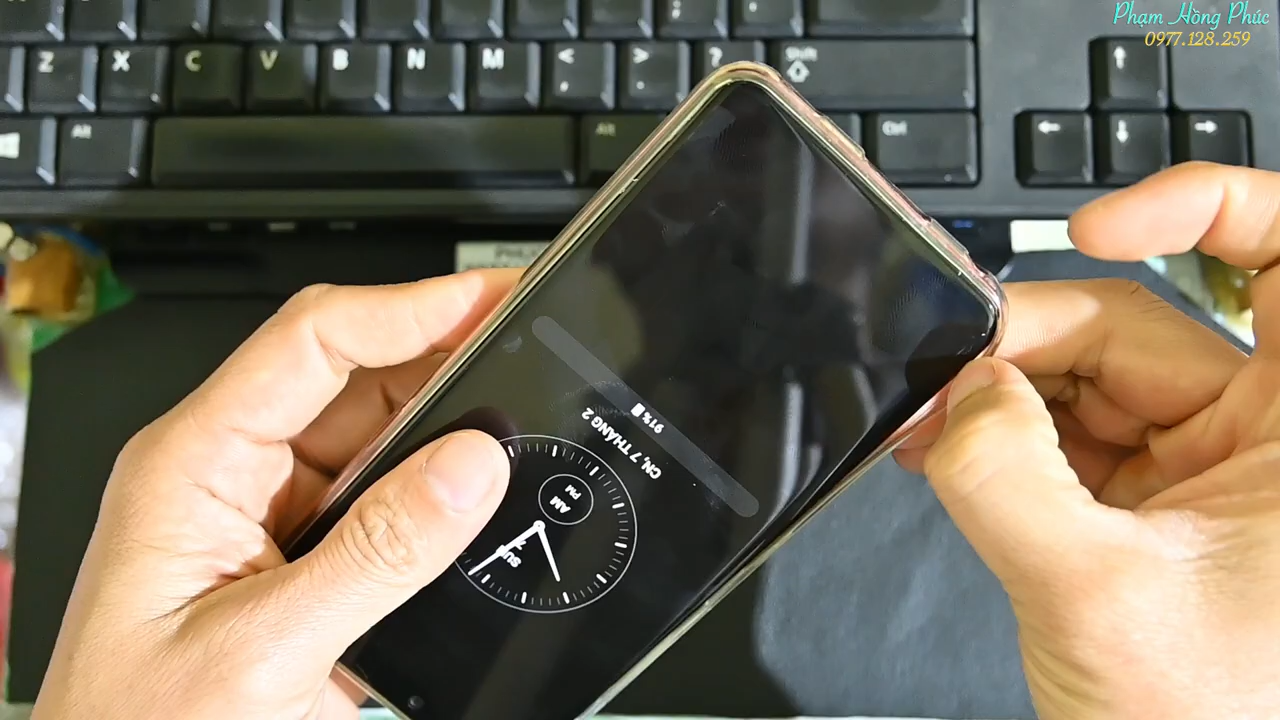 Phạm Hồng Phúc
0977.128.259
Z X C V B N M < > ? Shift
Alt Alt Ctrl
91%
CN, 7 THÁNG 2
AM
PM